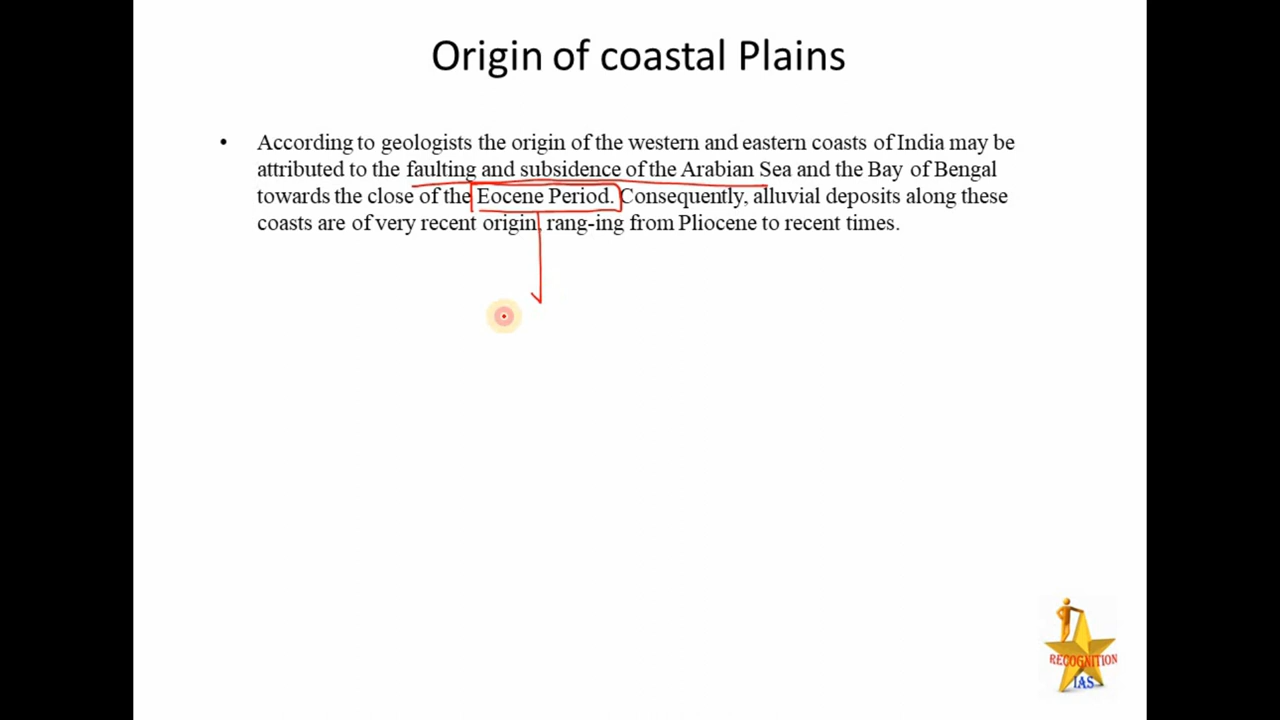 Origin of coastal Plains
• According to geologists the origin of the western and eastern coasts of India may be
attributed to the faulting and subsidence of the Arabian Sea and the Bay of Bengal
towards the close of the Eocene Period. Consequently, alluvial deposits along these
coasts are of very recent origin, rang-ing from Pliocene to recent times.
RECOGNITION
IAS